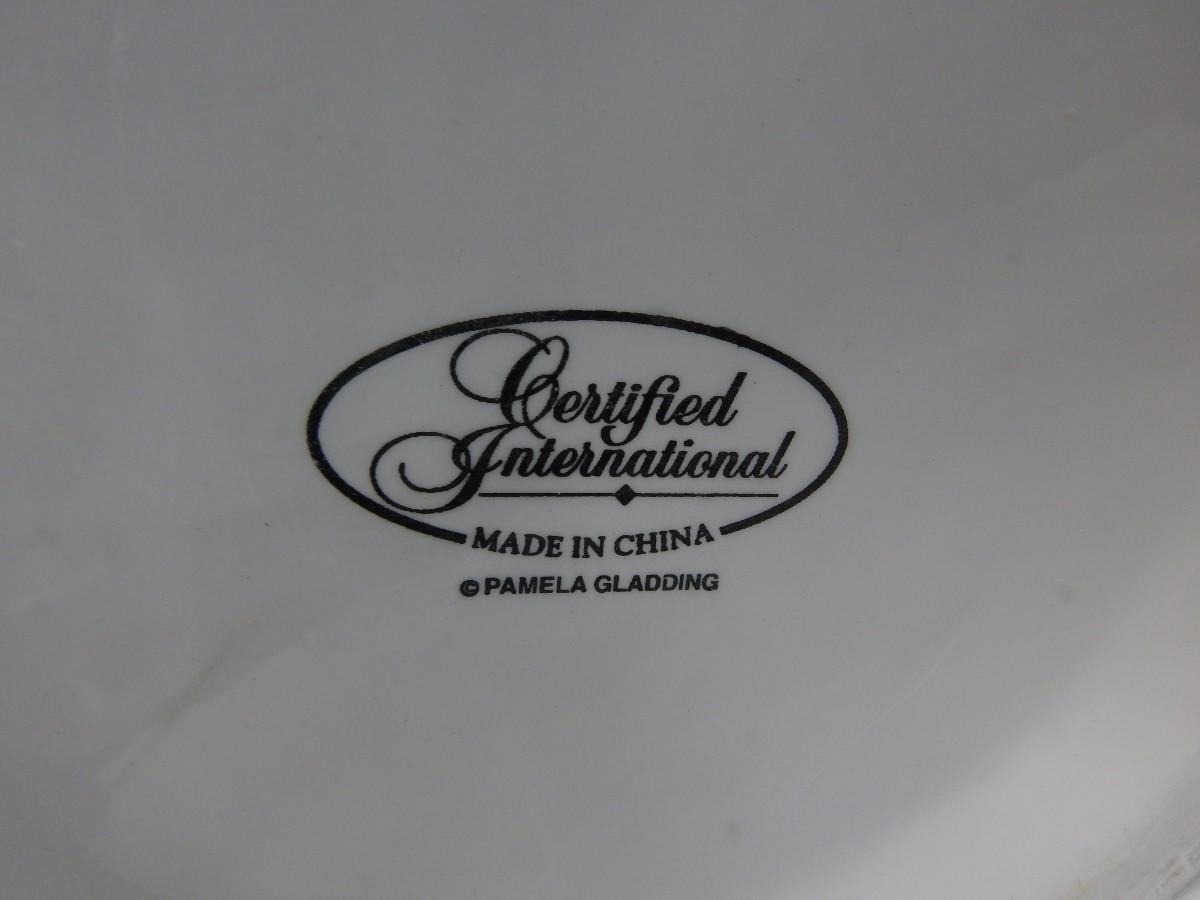 Certified
International
MADE IN CHINA
© PAMELA GLADDING